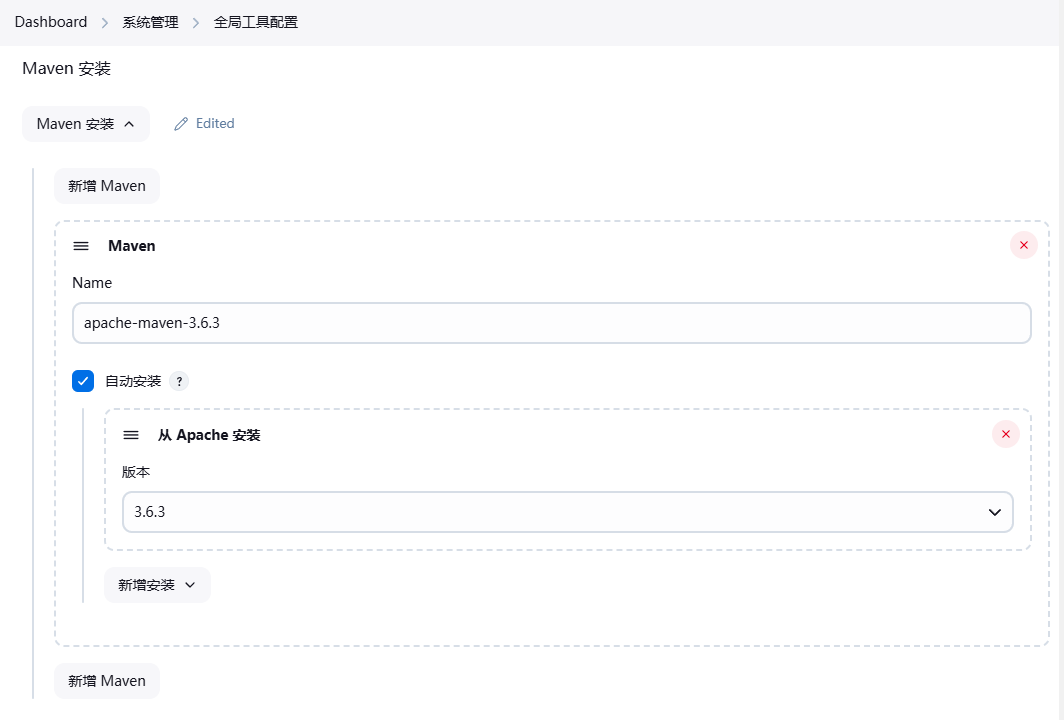 Dashboard 系统管理 全局工具配置
Maven 安装
Maven 安装 Edited
新增 Maven
Maven
Name
apache-maven-3.6.3
自动安装 ?
从 Apache 安装
版本
3.6.3
新增安装
新增 Maven